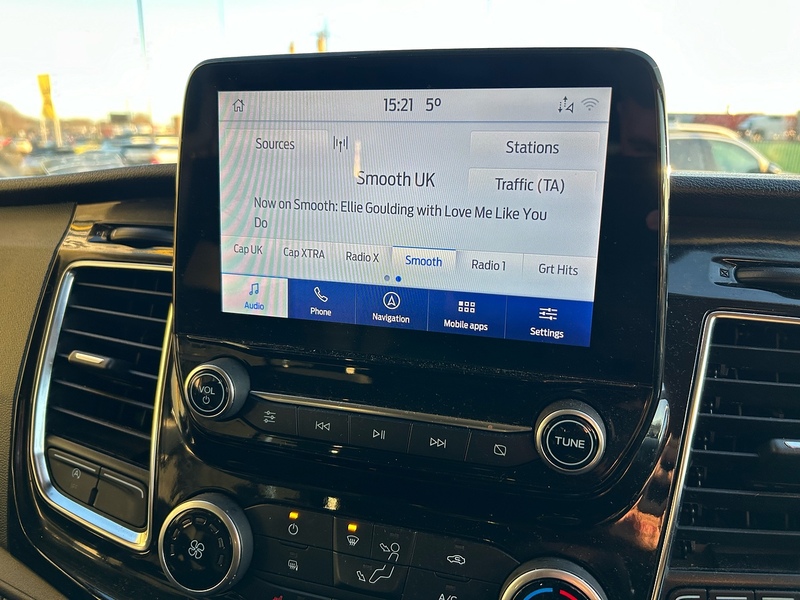 15:21 5°
Sources
Stations
Smooth UK
Traffic (TA)
Now on Smooth: Ellie Goulding with Love Me Like You
Do
Cap UK Cap XTRA Radio X Smooth Radio 1 Grt Hits
Audio Phone Navigation Mobile apps Settings
VOL
TUNE
A/C